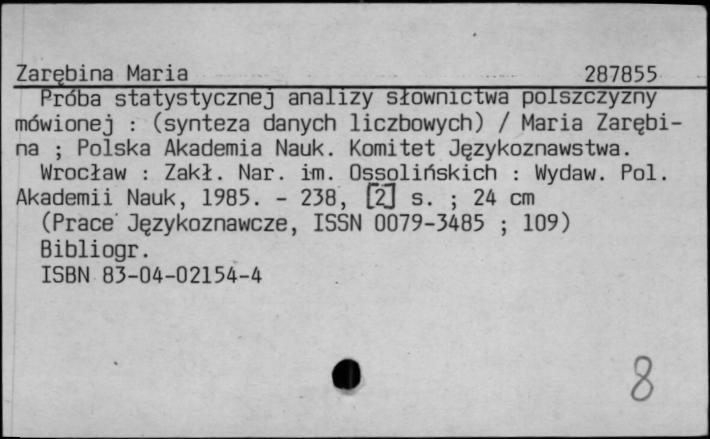 Zarębina Maria 287855
Próba statystycznej analizy słownictwa polszczyzny
mówionej : (synteza danych liczbowych) / Maria Zarębi-
na ; Polska Akademia Nauk. Komitet Językoznawstwa.
Wrocław : Zakł. Nar. im. Ossolińskich : Wydaw. Pol.
Akademii Nauk, 1985. - 238, [2] s. ; 24 cm
(Prace Językoznawcze, ISSN 0079-3485 ; 109)
Bibliogr.
ISBN 83-04-02154-4
8